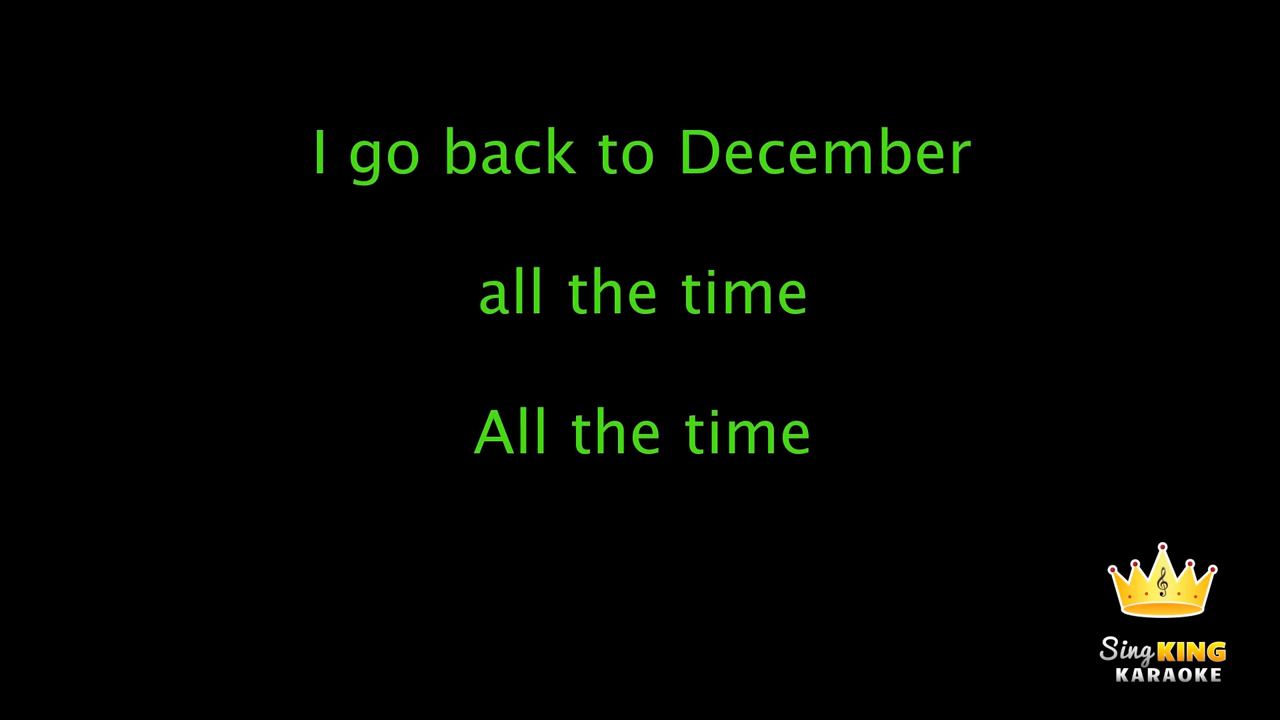 I go back to December
all the time
All the time
Sing KING
KARAOKE